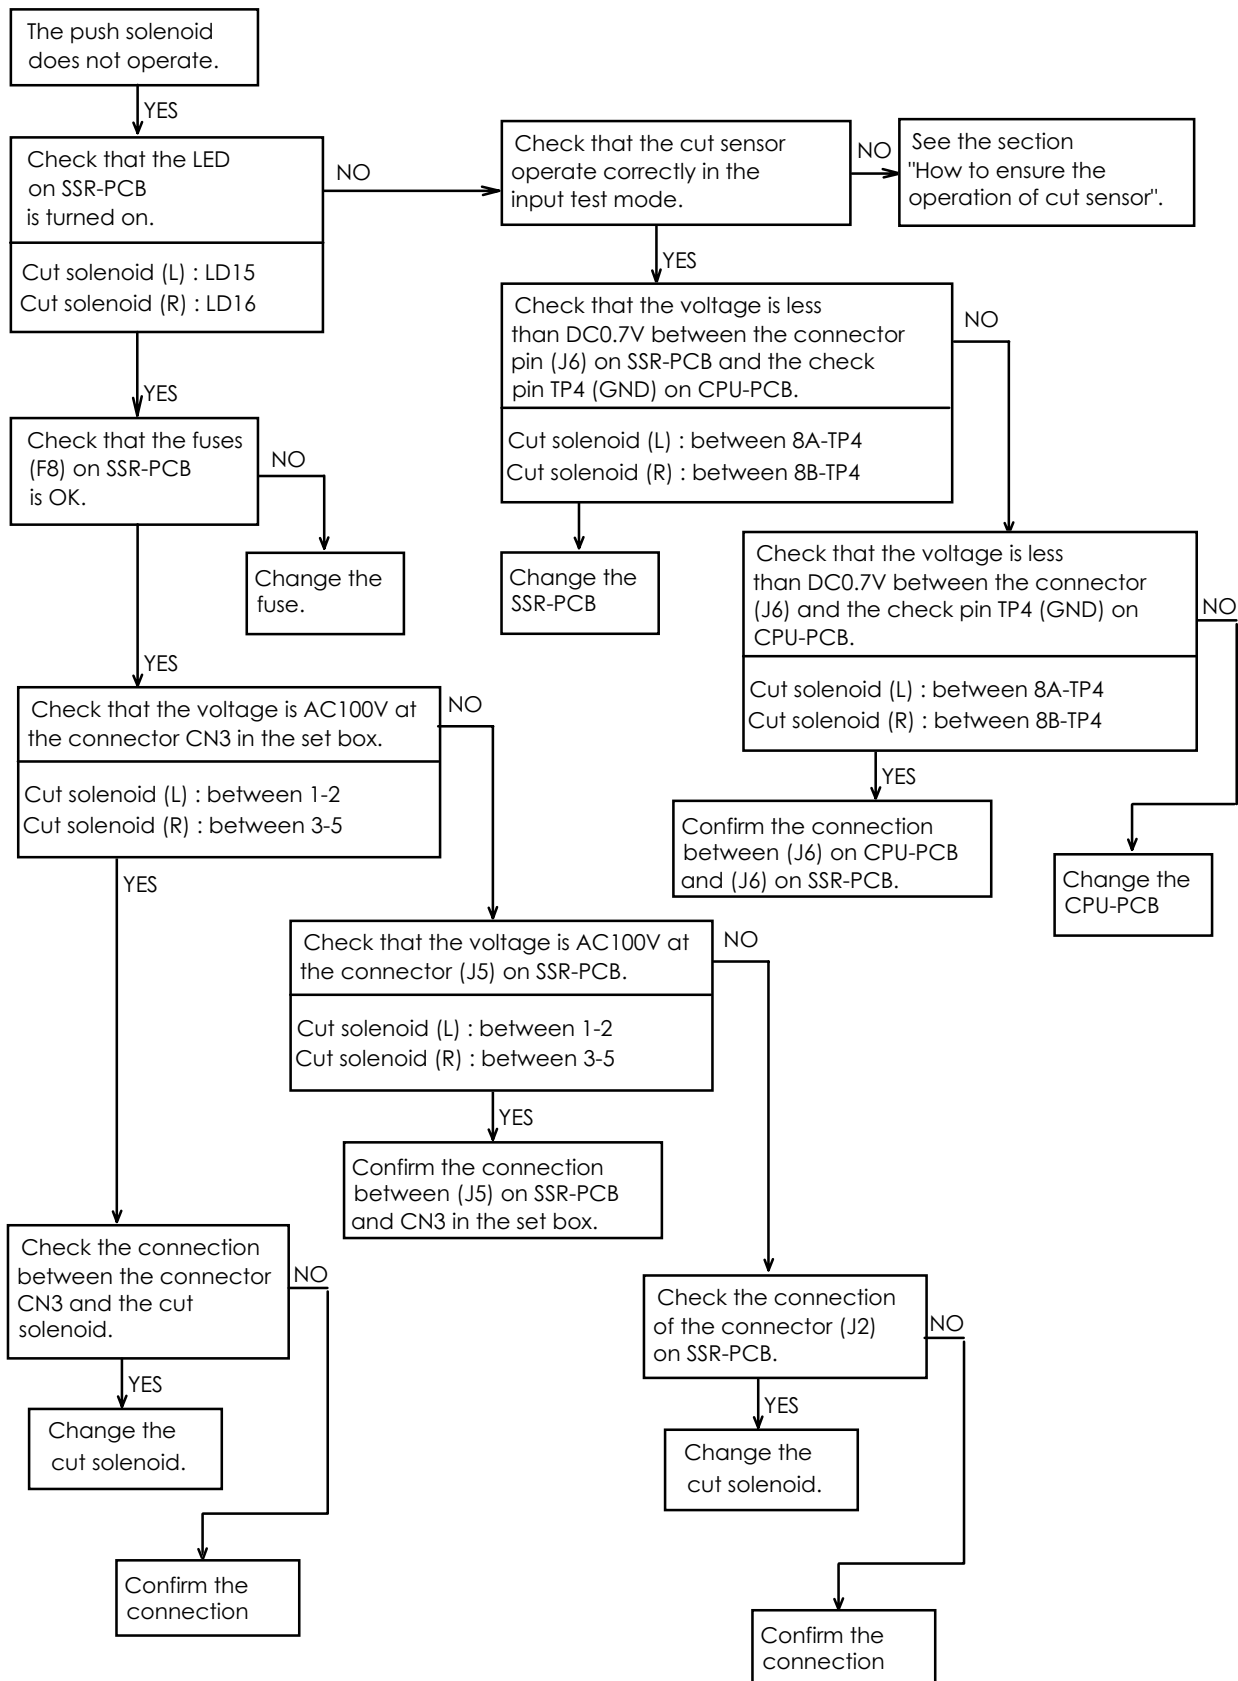 The push solenoid
does not operate.
YES
Check that the LED
on SSR-PCB
is turned on.
NO
Cut solenoid (L) : LD15
Cut solenoid (R) : LD16
Check that the cut sensor
operate correctly in the
input test mode.
NO
See the section
"How to ensure the
operation of cut sensor".
YES
Check that the voltage is less
than DC0.7V between the connector
pin (J6) on SSR-PCB and the check
pin TP4 (GND) on CPU-PCB.
NO
Cut solenoid (L) : between 8A-TP4
Cut solenoid (R) : between 8B-TP4
YES
Check that the fuses
(F8) on SSR-PCB
is OK.
NO
Change the
fuse.
Change the
SSR-PCB
Check that the voltage is less
than DC0.7V between the connector
(J6) and the check pin TP4 (GND) on
CPU-PCB.
NO
Cut solenoid (L) : between 8A-TP4
Cut solenoid (R) : between 8B-TP4
YES
Check that the voltage is AC100V at
the connector CN3 in the set box.
NO
Cut solenoid (L) : between 1-2
Cut solenoid (R) : between 3-5
YES
Confirm the connection
between (J6) on CPU-PCB
and (J6) on SSR-PCB.
Change the
CPU-PCB
YES
Check that the voltage is AC100V at
the connector (J5) on SSR-PCB.
NO
Cut solenoid (L) : between 1-2
Cut solenoid (R) : between 3-5
YES
Confirm the connection
between (J5) on SSR-PCB
and CN3 in the set box.
Check the connection
between the connector
CN3 and the cut
solenoid.
NO
YES
Change the
cut solenoid.
Confirm the
connection
Check the connection
of the connector (J2)
on SSR-PCB.
NO
YES
Change the
cut solenoid.
Confirm the
connection